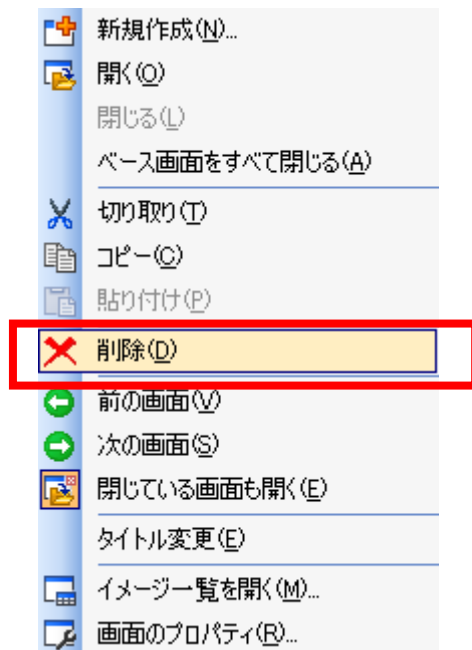 新規作成(N)...
開く(O)
閉じる(L)
ベース画面をすべて閉じる(A)
切り取り(T)
コピー(C)
貼り付け(P)
削除(D)
前の画面(V)
次の画面(S)
閉じている画面も開く(E)
タイトル変更(E)
イメージ一覧を開く(M)...
画面のプロパティ(R)...